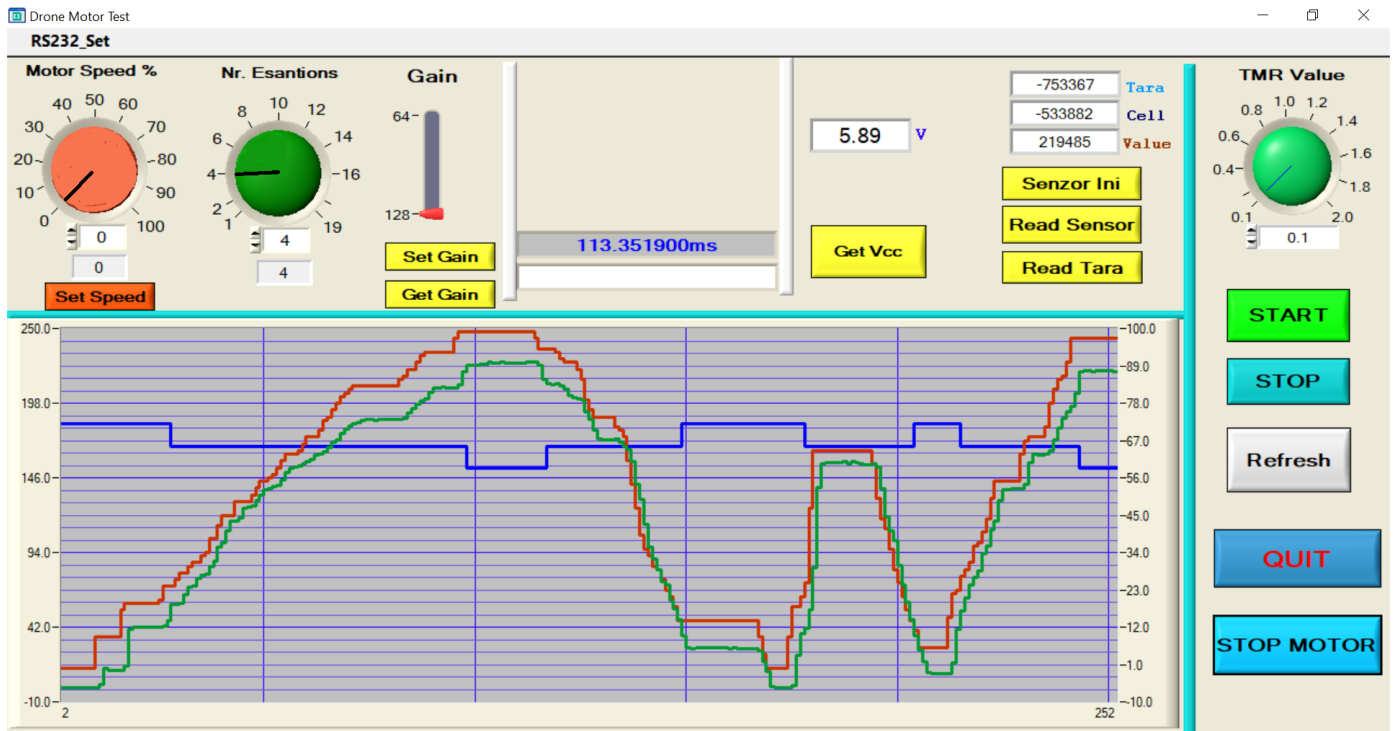 Drone Motor Test
RS232_Set
Motor Speed %
0 10 20 30 40 50 60 70 80 90 100
0
0
Set Speed
Nr. Esantions
1 2 4 6 8 10 12 14 16 19
4
4
Gain
64
128
Set Gain
Get Gain
113.351900ms
5.89 V
Get Vcc
-753367 Tara
-533882 Cell
219485 Value
Senzor Ini
Read Sensor
Read Tara
TMR Value
0.1 0.4 0.6 0.8 1.0 1.2 1.4 1.6 1.8 2.0
0.1
START
STOP
Refresh
QUIT
STOP MOTOR
250.0
198.0
146.0
94.0
42.0
-10.0
100.0
89.0
78.0
67.0
56.0
45.0
34.0
23.0
12.0
1.0
-10.0
2 252